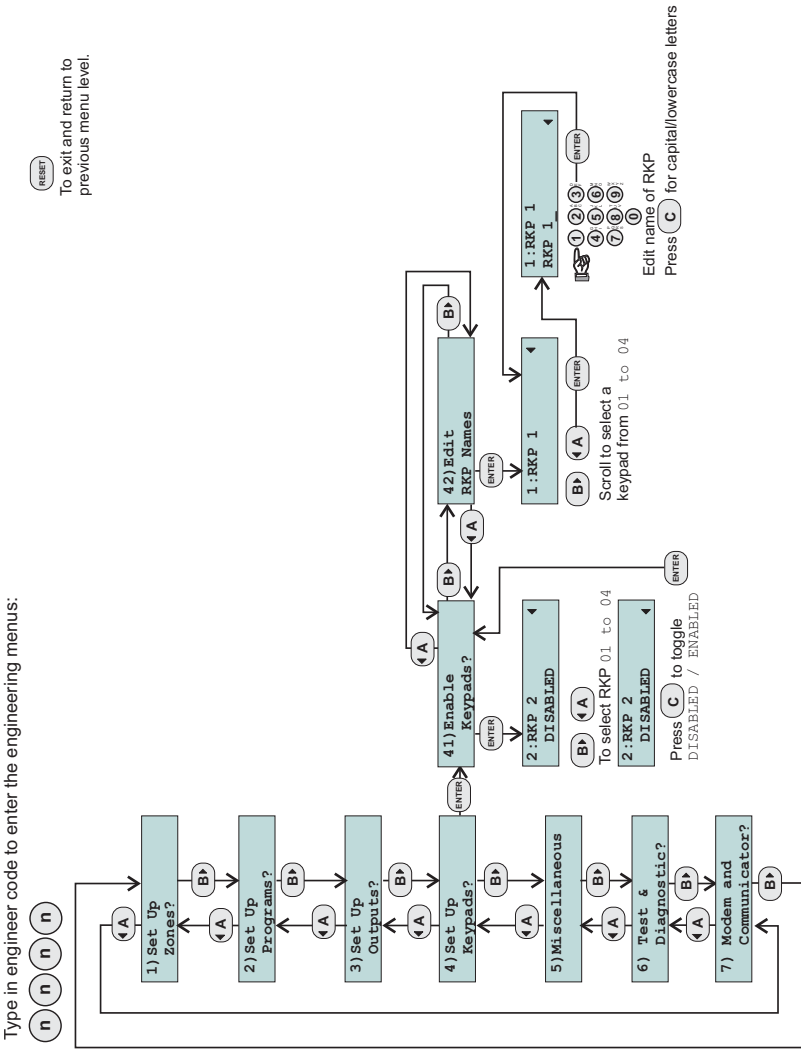 Type in engineer code to enter the engineering menus:
n n n n
RESET
To exit and return to
previous menu level.
◄ A
1)Set Up
Zones?
B►
◄ A
2)Set Up
Programs?
B►
◄ A
3)Set Up
Outputs?
B►
◄ A
4)Set Up
Keypads?
B►
◄ A
5)Miscellaneous
B►
◄ A
6) Test &
Diagnostic?
B►
◄ A
7) Modem and
Communicator?
B►
ENTER
◄ A
41)Enable
Keypads?
B►
◄ A
ENTER
2:RKP 2
DISABLED
B► ◄ A
To select RKP 01 to 04
2:RKP 2
DISABLED
Press C to toggle
DISABLED / ENABLED
ENTER
42)Edit
RKP Names
B►
ENTER
1:RKP 1
B► ◄ A
ENTER
Scroll to select a
keypad from 01 to 04
1:RKP 1
RKP 1_
1 2 3
4 5 6
7 8 9
0
ENTER
Edit name of RKP
Press C for capital/lowercase letters